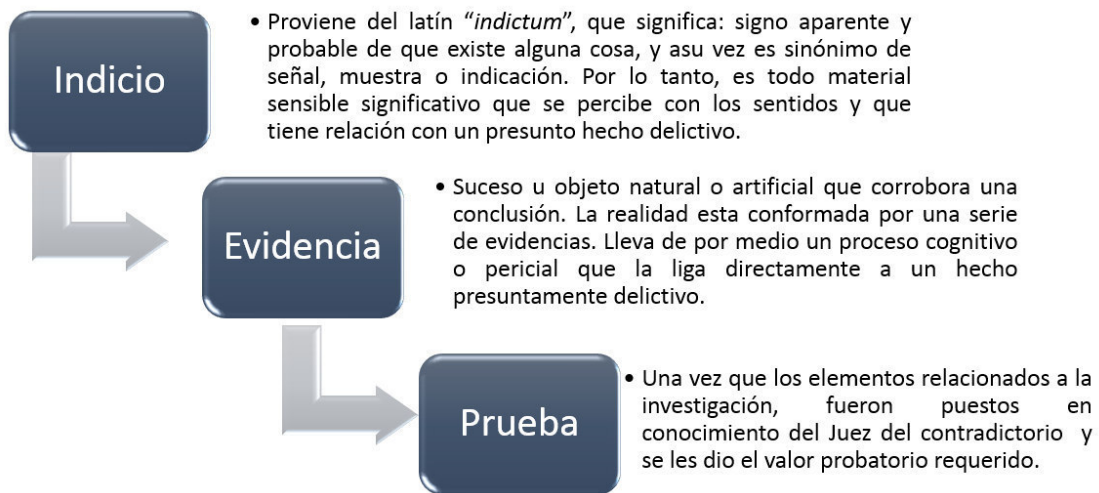 Indicio
• Proviene del latín “indictum”, que significa: signo aparente y
probable de que existe alguna cosa, y asu vez es sinónimo de
señal, muestra o indicación. Por lo tanto, es todo material
sensible significativo que se percibe con los sentidos y que
tiene relación con un presunto hecho delictivo.
Evidencia
• Suceso u objeto natural o artificial que corrobora una
conclusión. La realidad esta conformada por una serie
de evidencias. Lleva de por medio un proceso cognitivo
o pericial que la liga directamente a un hecho
presuntamente delictivo.
Prueba
• Una vez que los elementos relacionados a la
investigación, fueron puestos en
conocimiento del Juez del contradictorio y
se les dio el valor probatorio requerido.